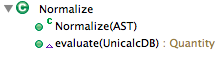 Normalize
Normalize(AST)
evaluate(UnicalcDB) : Quantity